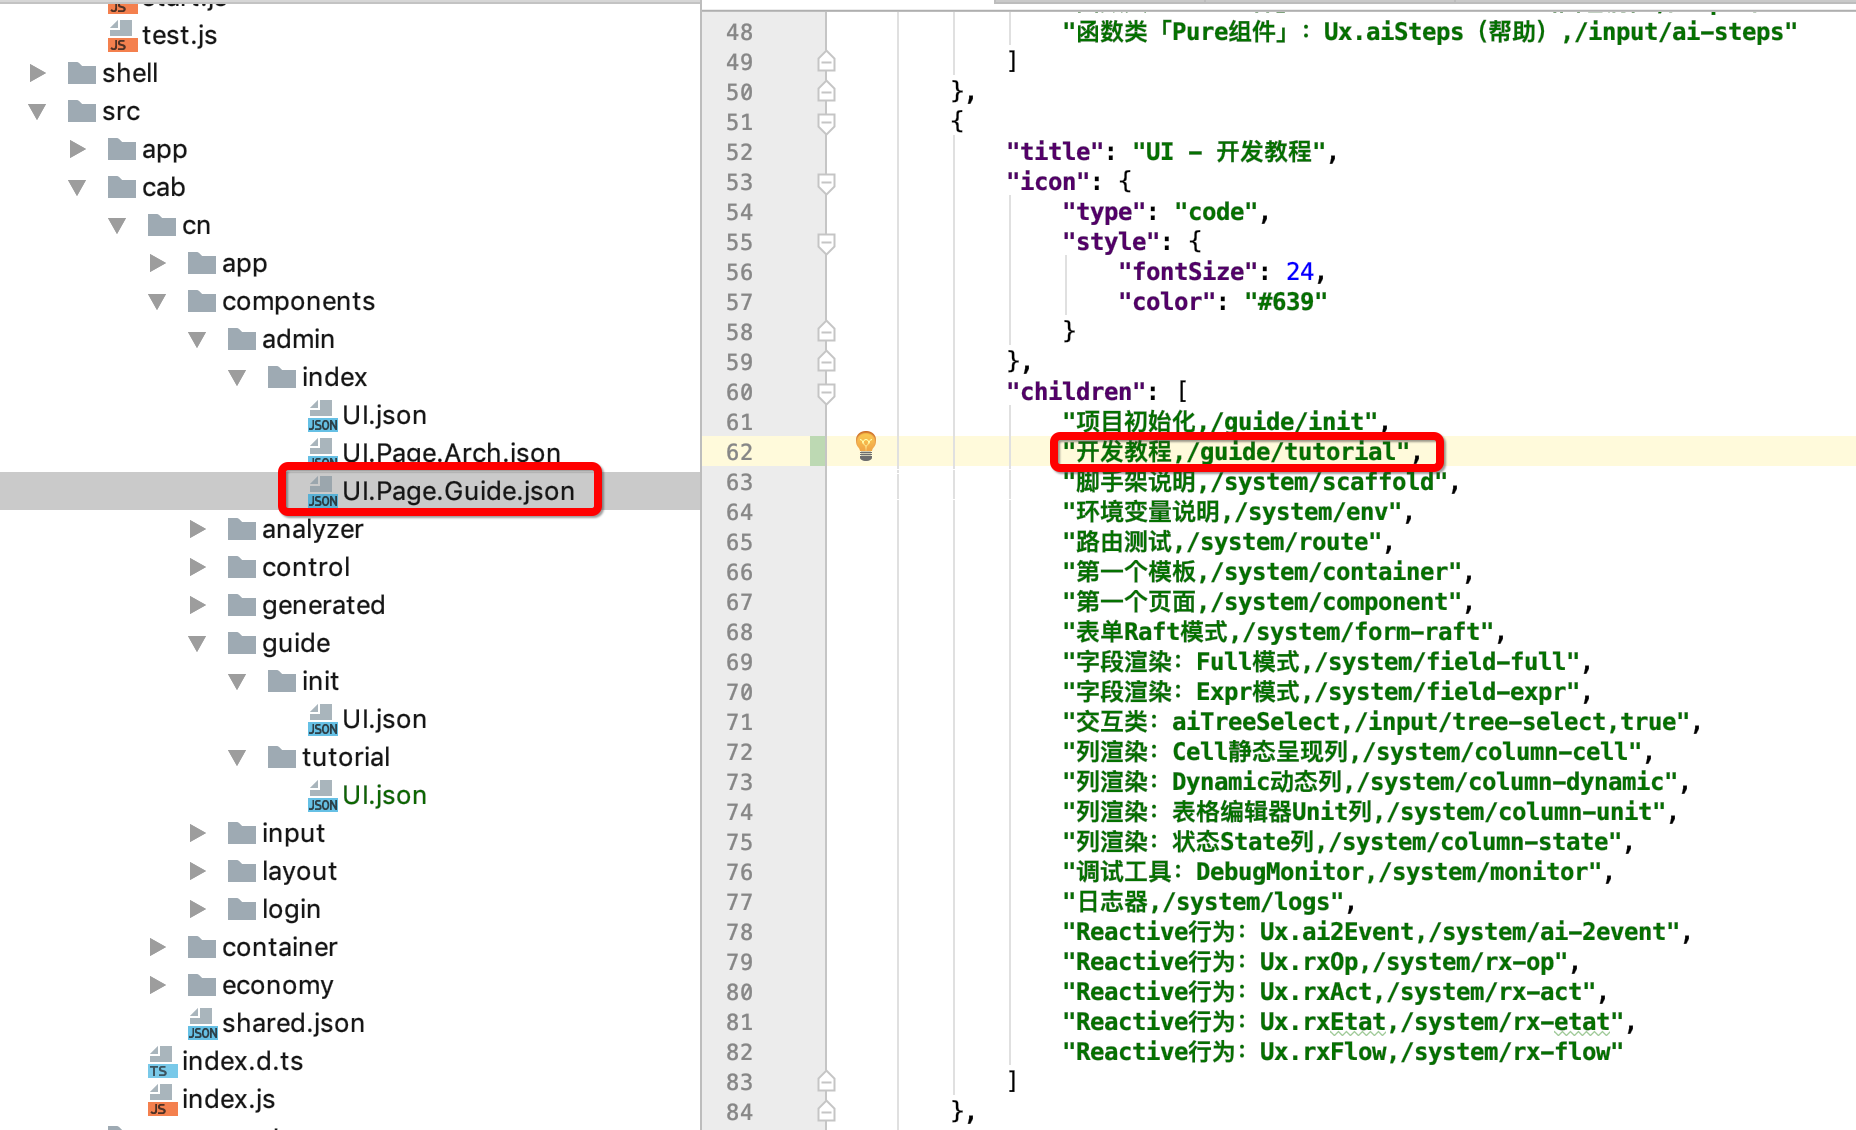 start.js
test.js
shell
src
app
cab
cn
app
components
admin
index
UI.json
UI.Page.Arch.json
UI.Page.Guide.json
analyzer
control
generated
guide
init
UI.json
tutorial
UI.json
input
layout
login
container
economy
shared.json
index.d.ts
index.js
48 "函数类「Pure组件」：Ux.aiSteps（帮助）,/input/ai-steps"
49 ]
50 },
51 {
52 "title": "UI - 开发教程",
53 "icon": {
54 "type": "code",
55 "style": {
56 "fontSize": 24,
57 "color": "#639"
58 }
59 },
60 "children": [
61 "项目初始化,/guide/init",
62 "开发教程,/guide/tutorial",
63 "脚手架说明,/system/scaffold",
64 "环境变量说明,/system/env",
65 "路由测试,/system/route",
66 "第一个模板,/system/container",
67 "第一个页面,/system/component",
68 "表单Raft模式,/system/form-raft",
69 "字段渲染：Full模式,/system/field-full",
70 "字段渲染：Expr模式,/system/field-expr",
71 "交互类：aiTreeSelect,/input/tree-select,true",
72 "列渲染：Cell静态呈现列,/system/column-cell",
73 "列渲染：Dynamic动态列,/system/column-dynamic",
74 "列渲染：表格编辑器Unit列,/system/column-unit",
75 "列渲染：状态State列,/system/column-state",
76 "调试工具：DebugMonitor,/system/monitor",
77 "日志器,/system/logs",
78 "Reactive行为：Ux.ai2Event,/system/ai-2event",
79 "Reactive行为：Ux.rxOp,/system/rx-op",
80 "Reactive行为：Ux.rxAct,/system/rx-act",
81 "Reactive行为：Ux.rxEtat,/system/rx-etat",
82 "Reactive行为：Ux.rxFlow,/system/rx-flow"
83 ]
84 },